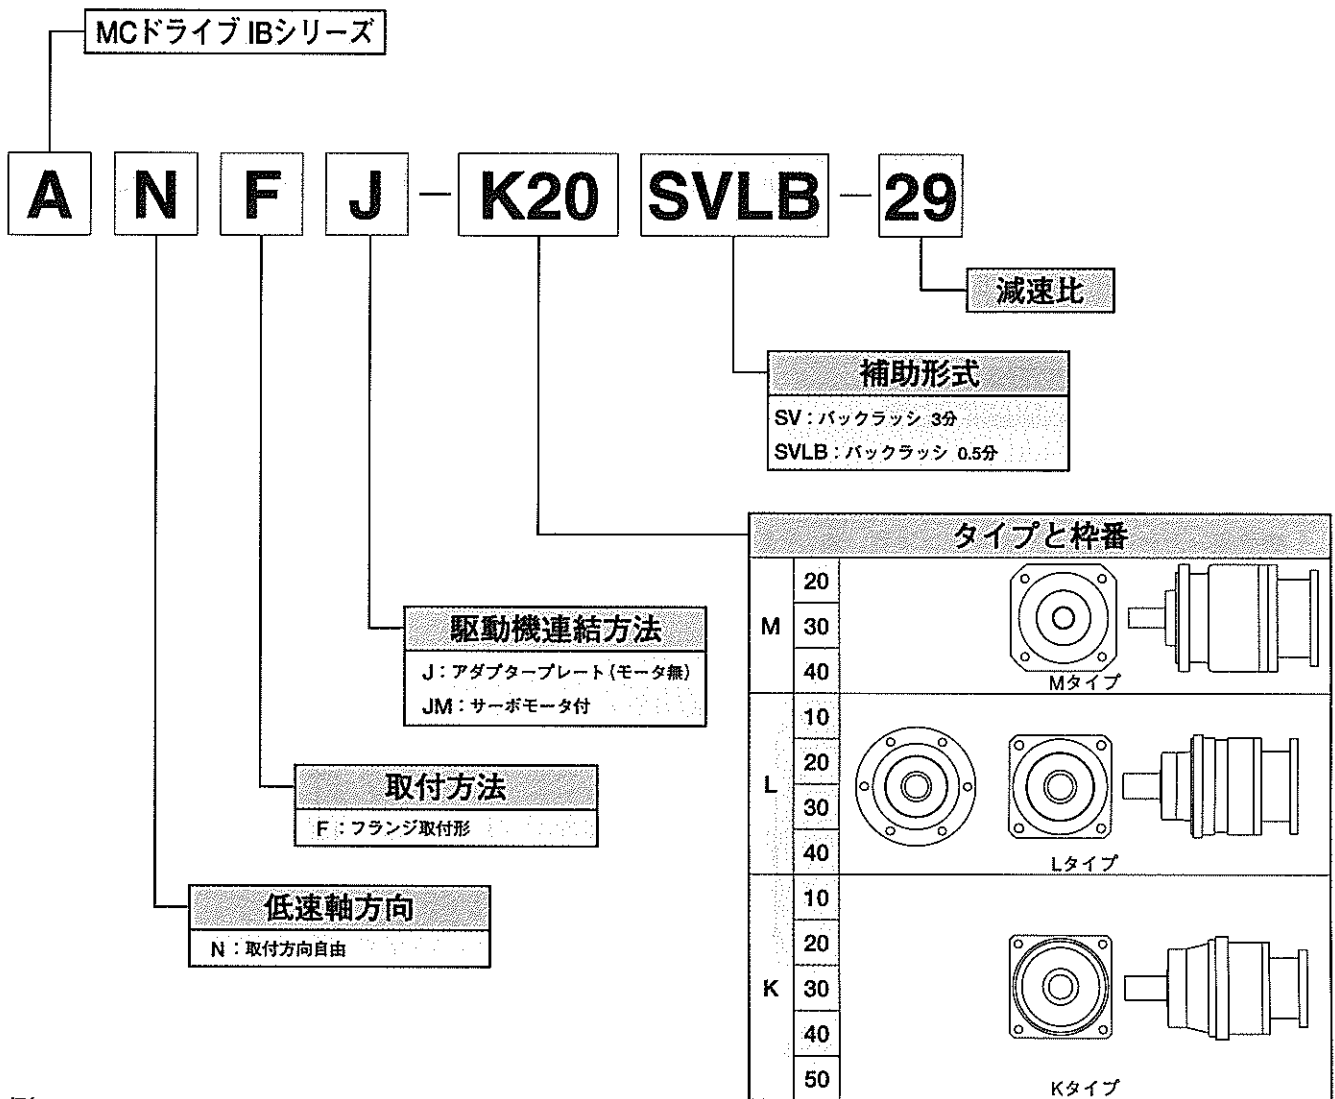 MCドライブ IBシリーズ
A N F J － K20 SVLB － 29
減速比
補助形式
SV：バックラッシ 3分
SVLB：バックラッシ 0.5分
タイプと枠番
M
20
30
40
Mタイプ
駆動機連結方法
J：アダプタープレート（モータ無）
JM：サーボモータ付
L
10
20
30
40
Lタイプ
取付方法
F：フランジ取付形
低速軸方向
N：取付方向自由
K
10
20
30
40
50
Kタイプ